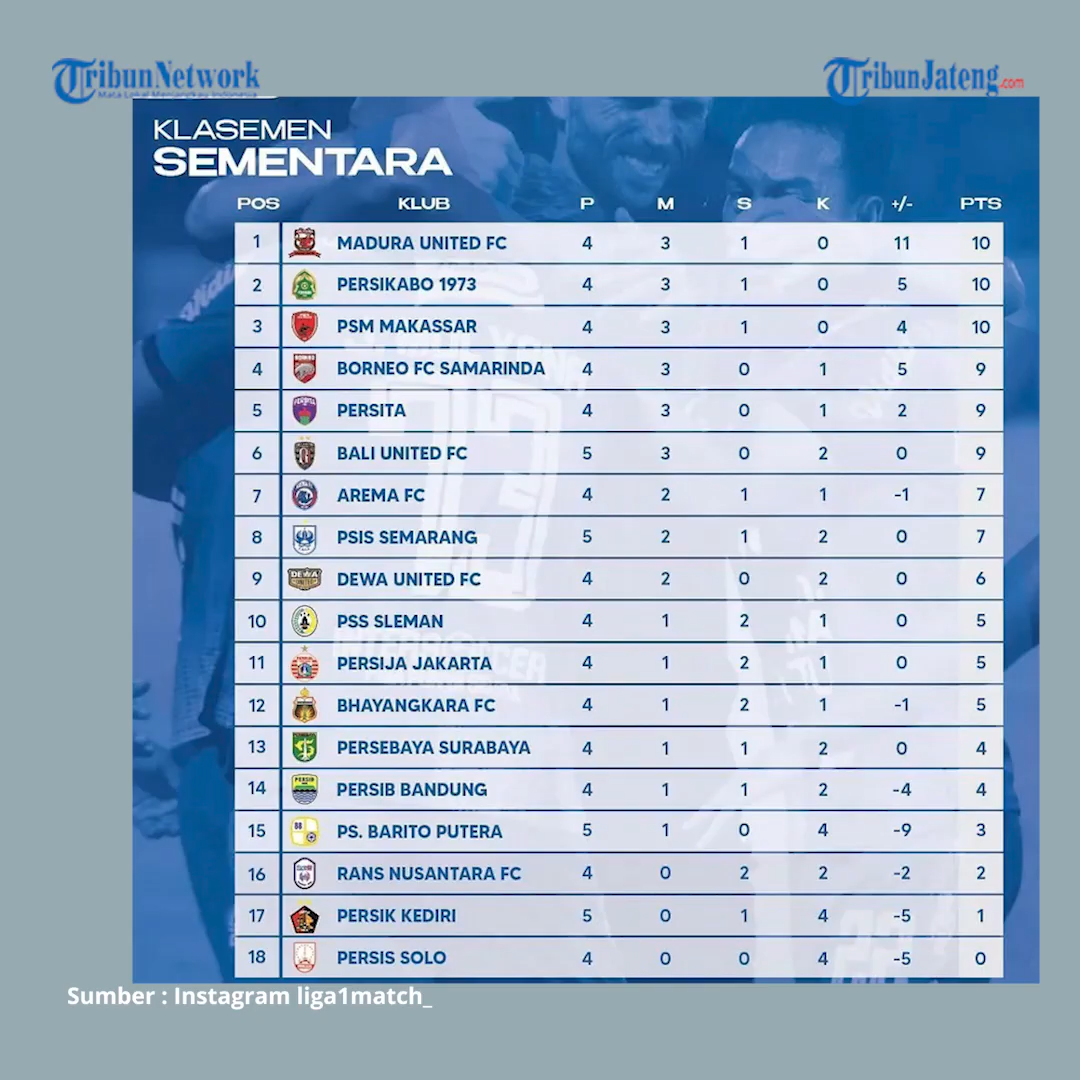 TribunNetwork
Mata Lokal Menjangkau Indonesia
TribunJateng.com
KLASEMEN
SEMENTARA
POS KLUB P M S K +/- PTS
1 MADURA UNITED FC 4 3 1 0 11 10
2 PERSIKABO 1973 4 3 1 0 5 10
3 PSM MAKASSAR 4 3 1 0 4 10
4 BORNEO FC SAMARINDA 4 3 0 1 5 9
5 PERSITA 4 3 0 1 2 9
6 BALI UNITED FC 5 3 0 2 0 9
7 AREMA FC 4 2 1 1 -1 7
8 PSIS SEMARANG 5 2 1 2 0 7
9 DEWA UNITED FC 4 2 0 2 0 6
10 PSS SLEMAN 4 1 2 1 0 5
11 PERSIJA JAKARTA 4 1 2 1 0 5
12 BHAYANGKARA FC 4 1 2 1 -1 5
13 PERSEBAYA SURABAYA 4 1 1 2 0 4
14 PERSIB BANDUNG 4 1 1 2 -4 4
15 PS. BARITO PUTERA 5 1 0 4 -9 3
16 RANS NUSANTARA FC 4 0 2 2 -2 2
17 PERSIK KEDIRI 5 0 1 4 -5 1
18 PERSIS SOLO 4 0 0 4 -5 0
Sumber : Instagram liga1match_